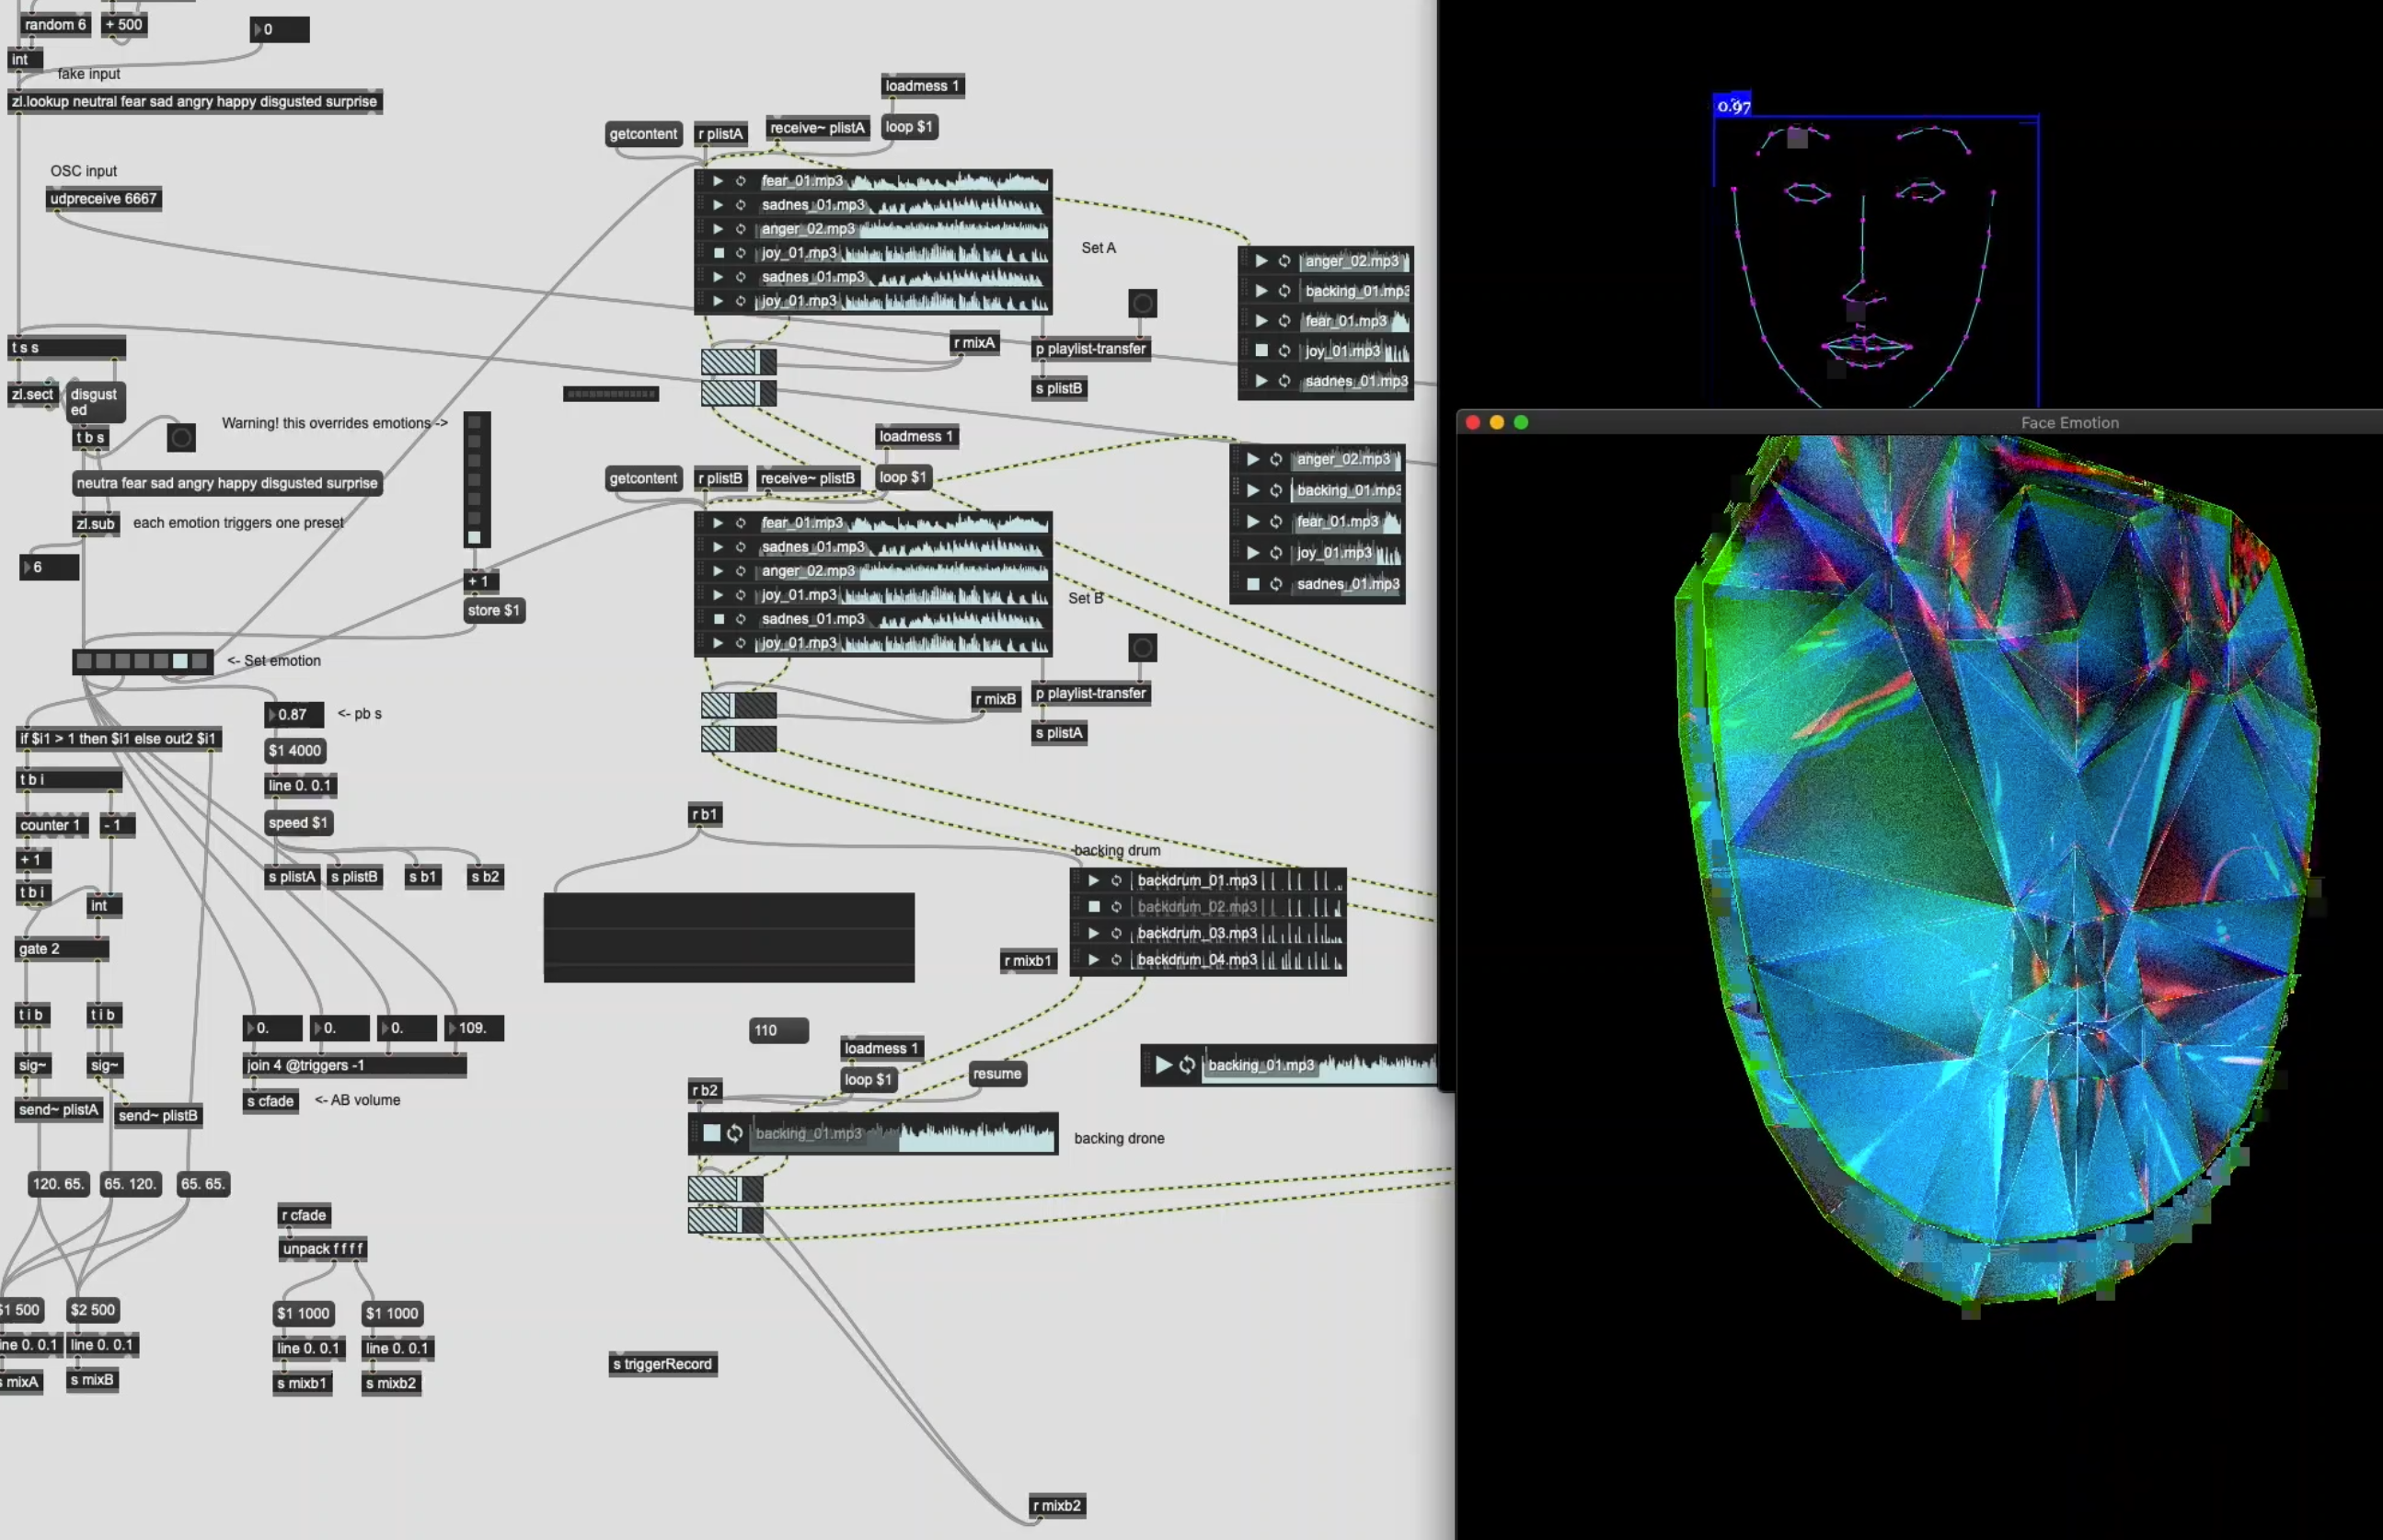 random 6
+ 500
0
int
fake input
zl.lookup neutral fear sad angry happy disgusted surprise
OSC input
udpreceive 6667
t s s
zl.sect
disgust
ed
t b s
Warning! this overrides emotions ->
neutra fear sad angry happy disgusted surprise
zl.sub
each emotion triggers one preset
6
+ 1
store $1
<- Set emotion
0.87
<- pb s
if $i1 > 1 then $i1 else out2 $i1
$1 4000
t b i
line 0. 0.1
counter 1
- 1
speed $1
+ 1
t b i
s plistA
s plistB
s b1
s b2
int
gate 2
t i b
t i b
0.
0.
0.
109.
sig~
sig~
join 4 @triggers -1
send~ plistA
send~ plistB
s cfade
<- AB volume
120. 65.
65. 120.
65. 65.
r cfade
unpack f f f f
$1 500
$2 500
$1 1000
$1 1000
line 0. 0.1
line 0. 0.1
line 0. 0.1
line 0. 0.1
s mixA
s mixB
s mixb1
s mixb2
loadmess 1
getcontent
r plistA
receive~ plistA
loop $1
fear_01.mp3
sadnes_01.mp3
anger_02.mp3
joy_01.mp3
sadnes_01.mp3
joy_01.mp3
Set A
r mixA
p playlist-transfer
s plistB
anger_02.mp3
backing_01.mp3
fear_01.mp3
joy_01.mp3
sadnes_01.mp3
loadmess 1
getcontent
r plistB
receive~ plistB
loop $1
fear_01.mp3
sadnes_01.mp3
anger_02.mp3
joy_01.mp3
sadnes_01.mp3
joy_01.mp3
Set B
r mixB
p playlist-transfer
s plistA
anger_02.mp3
backing_01.mp3
fear_01.mp3
joy_01.mp3
sadnes_01.mp3
r b1
backing drum
backdrum_01.mp3
backdrum_02.mp3
backdrum_03.mp3
backdrum_04.mp3
r mixb1
110
loadmess 1
loop $1
resume
r b2
backing_01.mp3
backing_01.mp3
backing drone
s triggerRecord
r mixb2
0.97
Face Emotion